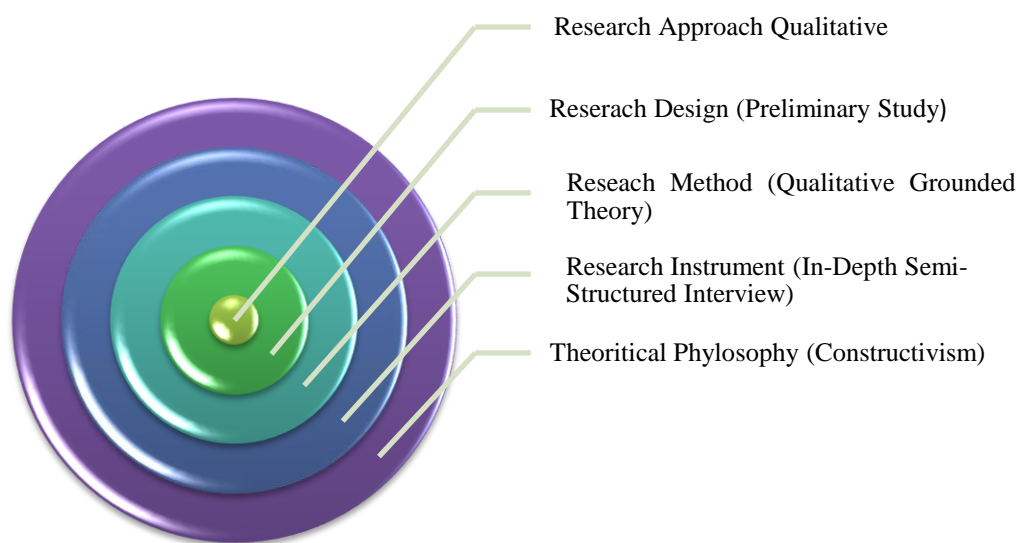 Research Approach Qualitative
Reserach Design (Preliminary Study)
Reseach Method (Qualitative Grounded
Theory)
Research Instrument (In-Depth Semi-
Structured Interview)
Theoritical Phylosophy (Constructivism)